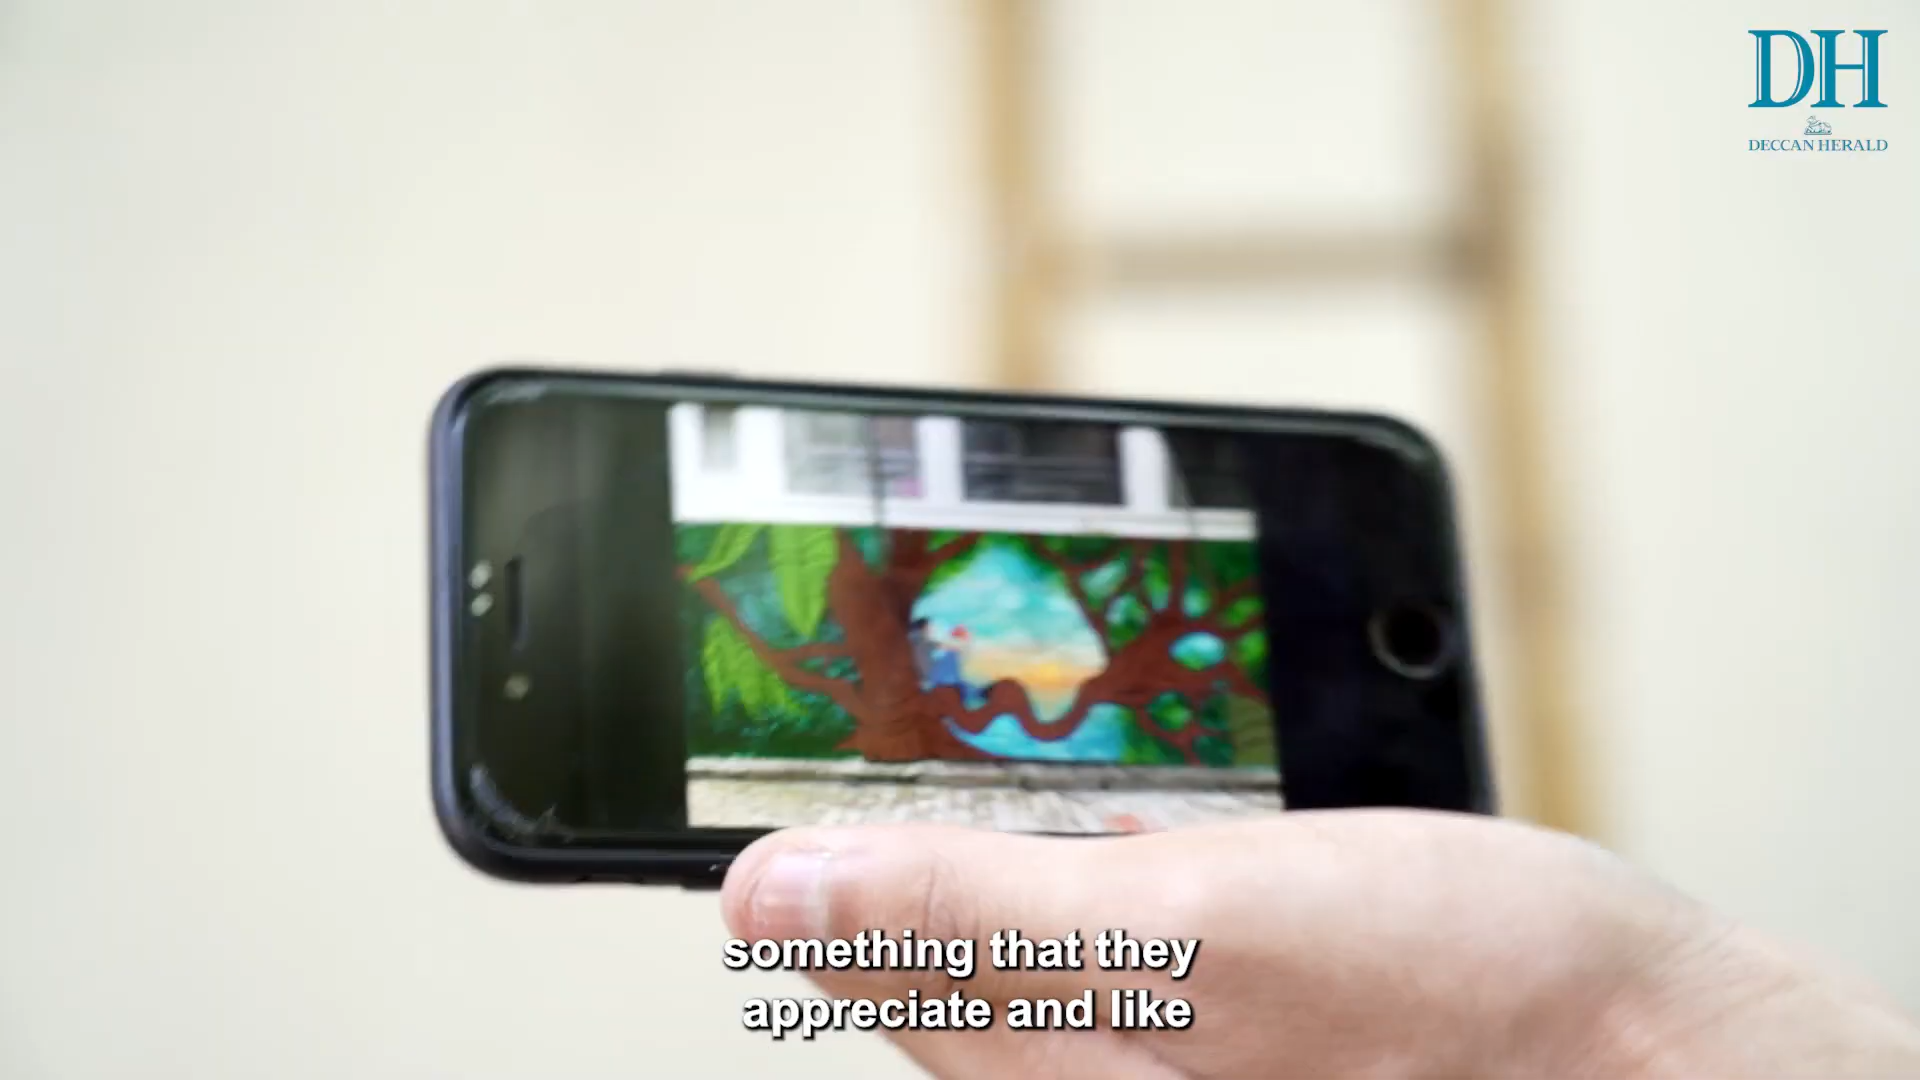 DH
DECCAN HERALD
something that they
appreciate and like